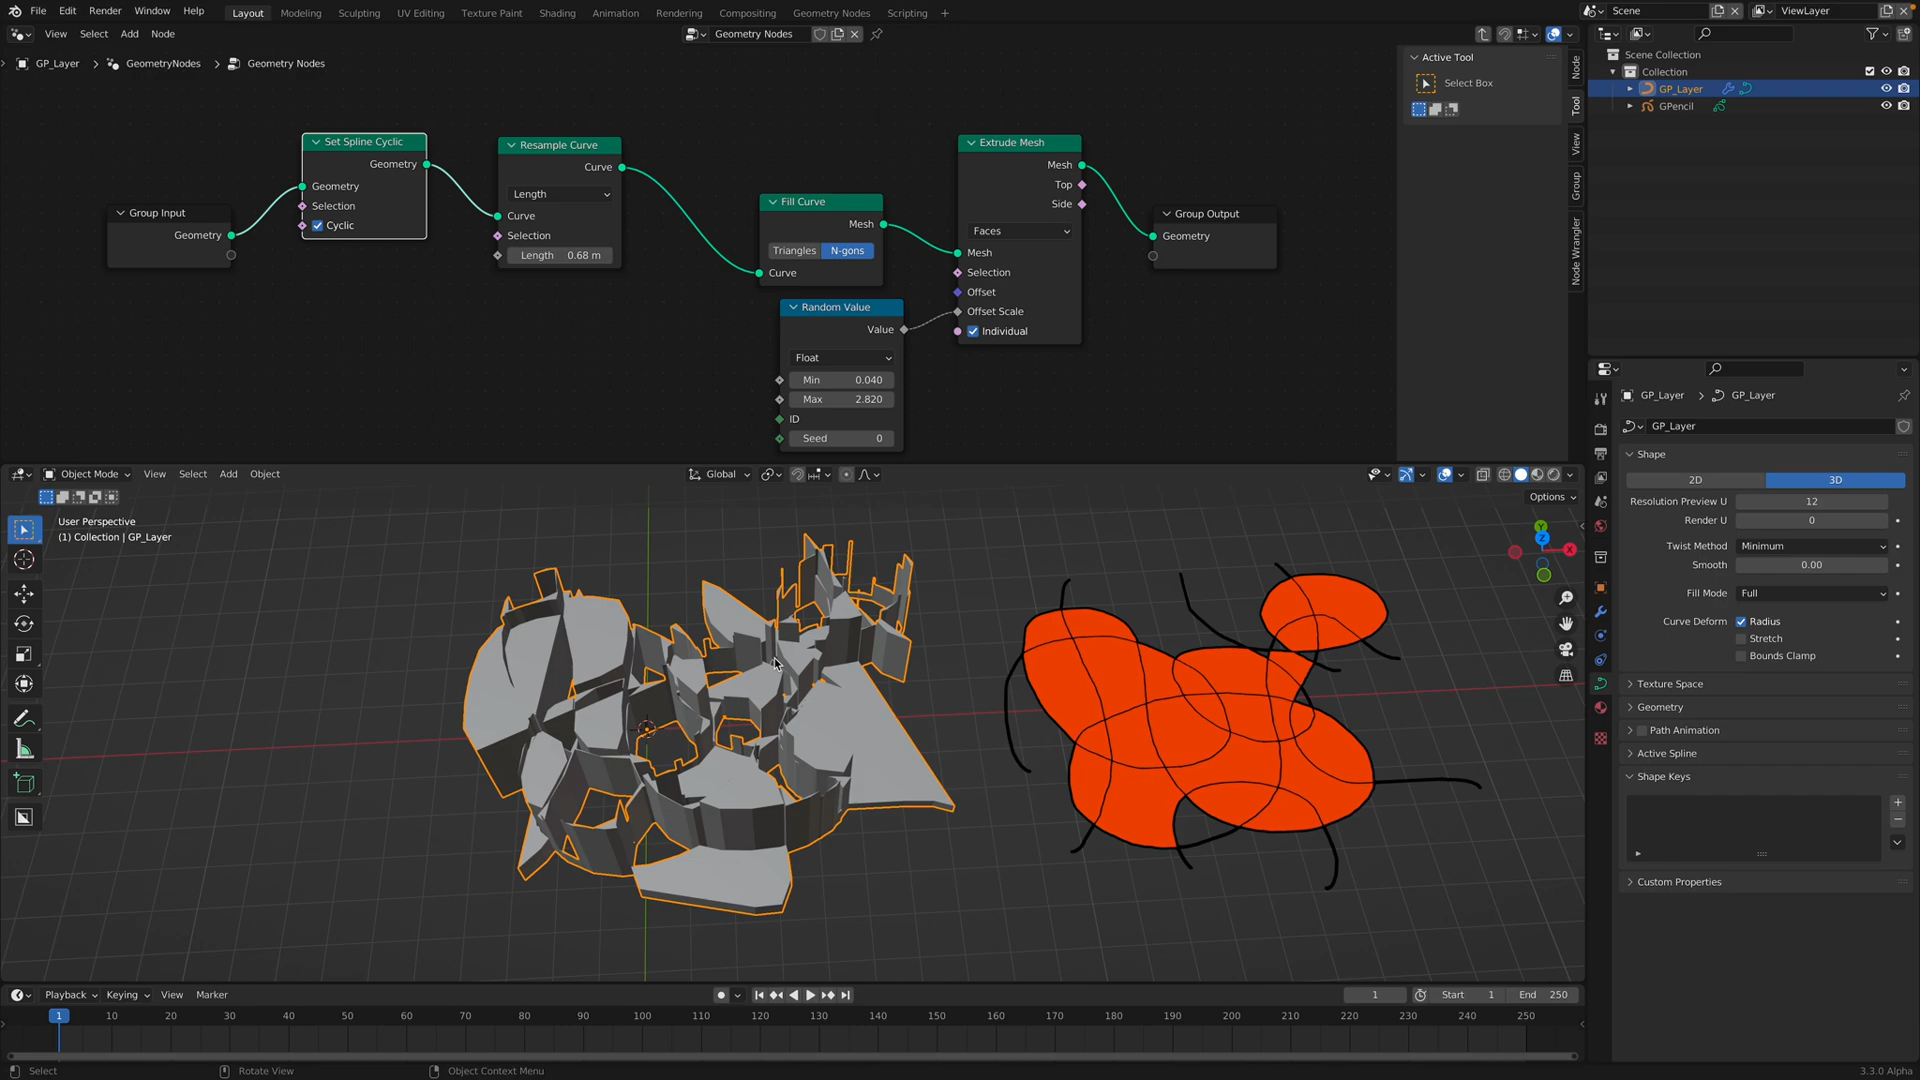 File Edit Render Window Help Layout Modeling Sculpting UV Editing Texture Paint Shading Animation Rendering Compositing Geometry Nodes Scripting + Scene ViewLayer
View Select Add Node Geometry Nodes
GP_Layer > GeometryNodes > Geometry Nodes
Group Input
Geometry
Set Spline Cyclic
Geometry
Geometry
Selection
Cyclic
Resample Curve
Curve
Length
Curve
Selection
Length 0.68 m
Fill Curve
Mesh
Triangles N-gons
Curve
Random Value
Value
Float
Min 0.040
Max 2.820
ID
Seed 0
Extrude Mesh
Mesh
Top
Side
Faces
Mesh
Selection
Offset
Offset Scale
Individual
Group Output
Geometry
Active Tool
Select Box
Node
Tool
View
Group
Node Wrangler
Scene Collection
Collection
GP_Layer
GPencil
GP_Layer > GP_Layer
GP_Layer
Shape
2D 3D
Resolution Preview U 12
Render U 0
Twist Method Minimum
Smooth 0.00
Fill Mode Full
Curve Deform Radius
Stretch
Bounds Clamp
Texture Space
Geometry
Path Animation
Active Spline
Shape Keys
Custom Properties
Object Mode View Select Add Object Global
Options
User Perspective
(1) Collection | GP_Layer
Y
Z
X
Playback Keying View Marker 1 Start 1 End 250
1 10 20 30 40 50 60 70 80 90 100 110 120 130 140 150 160 170 180 190 200 210 220 230 240 250
Select Rotate View Object Context Menu 3.3.0 Alpha